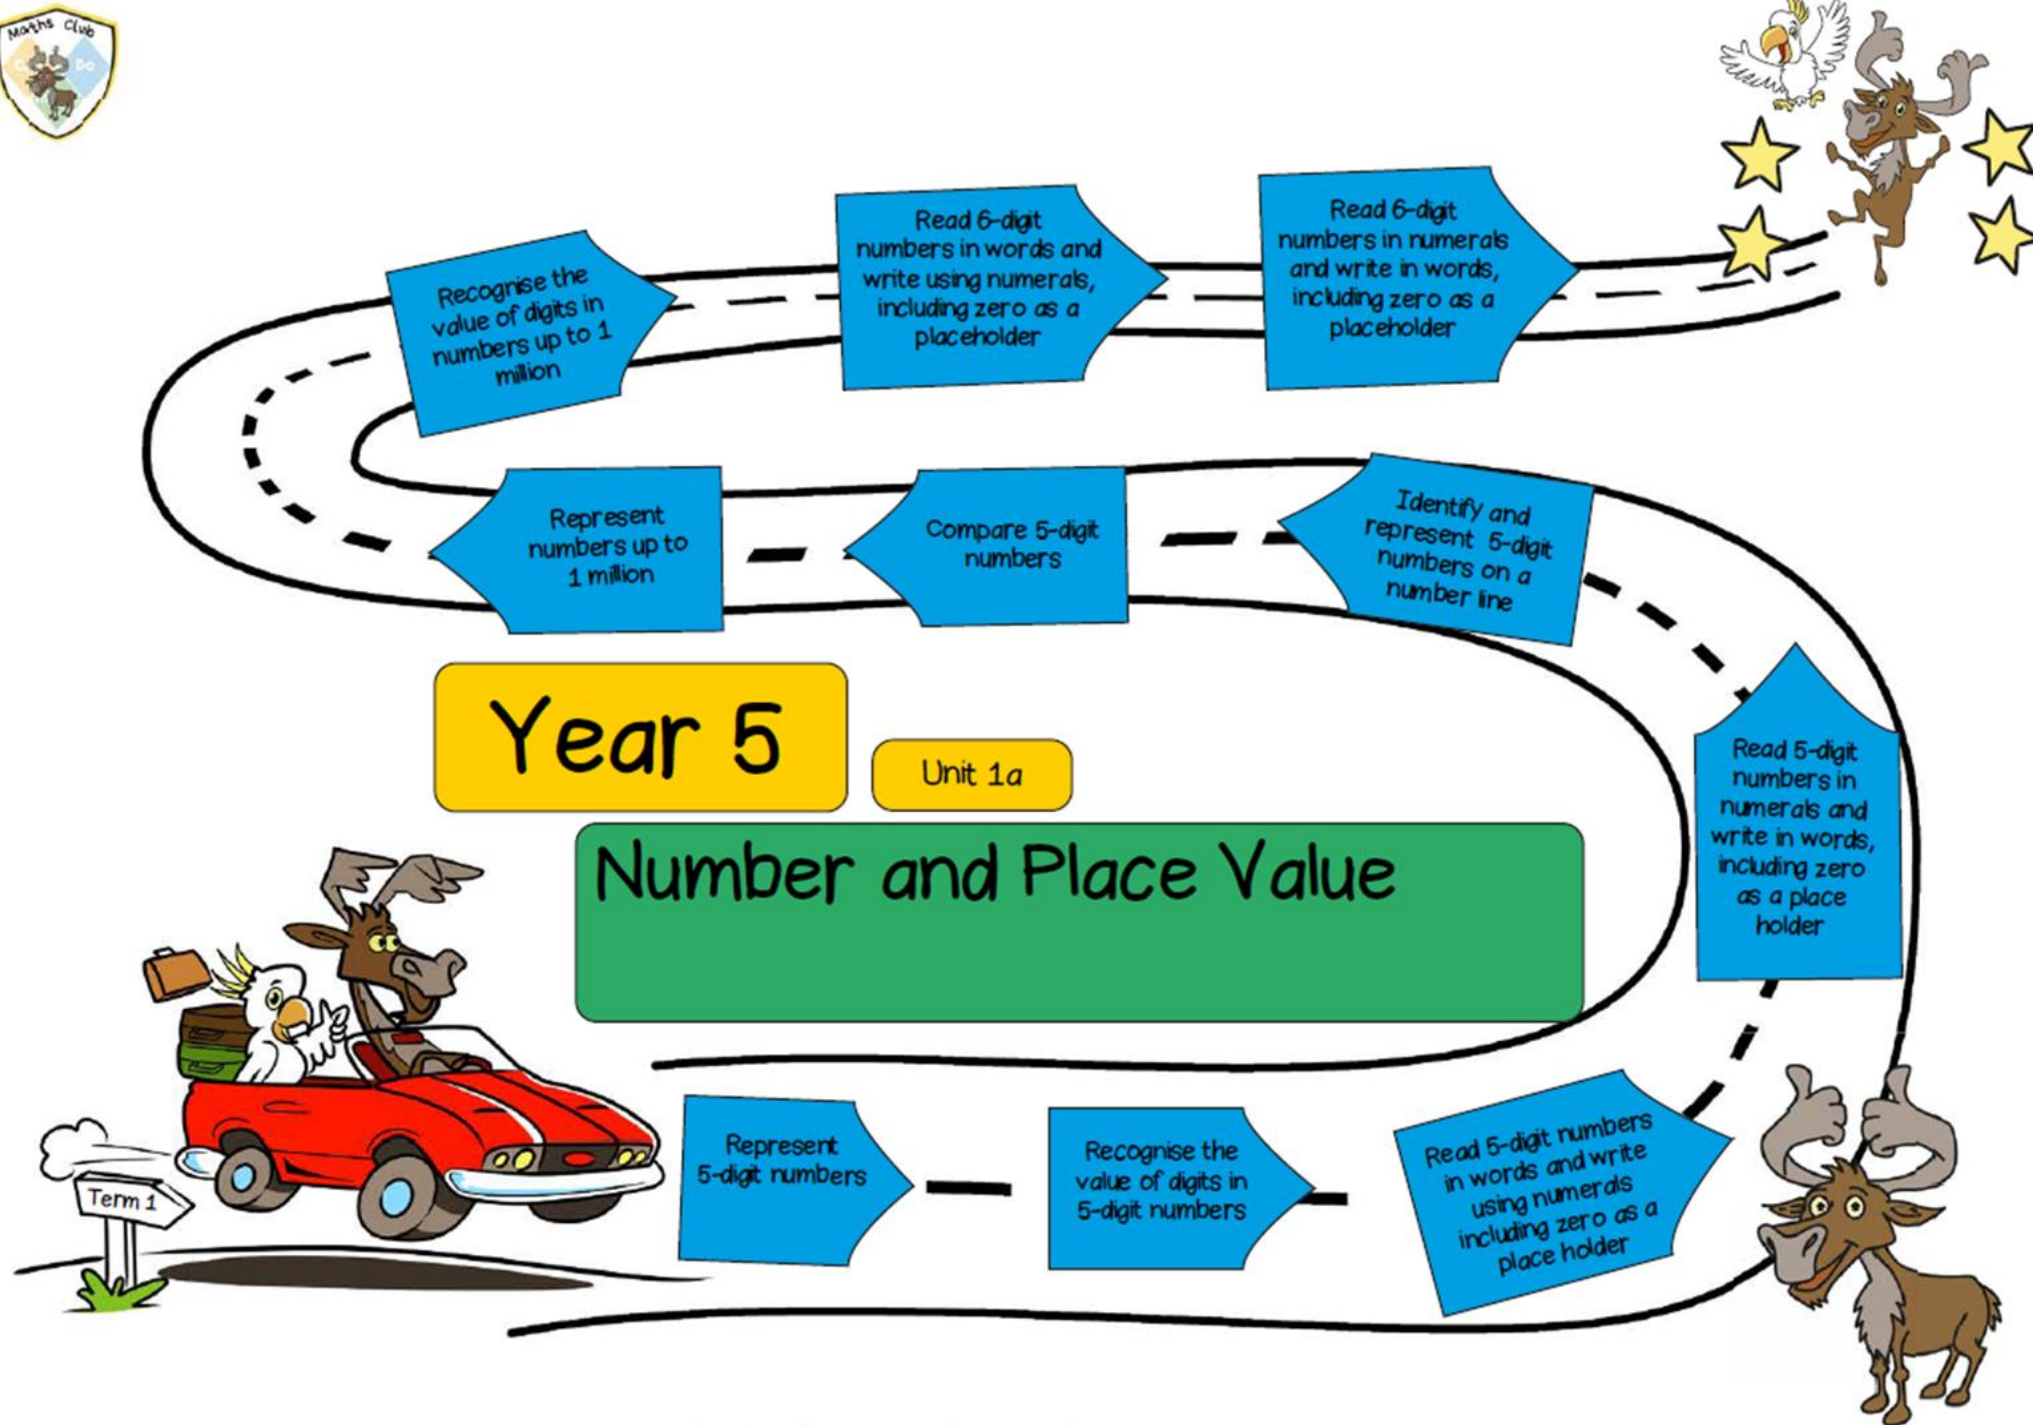 Maths Club
Do
Recognise the
value of digits in
numbers up to 1
million
Read 6-digit
numbers in words and
write using numerals,
including zero as a
placeholder
Read 6-digit
numbers in numerals
and write in words,
including zero as a
placeholder
Represent
numbers up to
1 million
Compare 5-digit
numbers
Identify and
represent 5-digit
numbers on a
number line
Year 5
Unit 1a
Number and Place Value
Read 5-digit
numbers in
numerals and
write in words,
including zero
as a place
holder
Term 1
Represent
5-digit numbers
Recognise the
value of digits in
5-digit numbers
Read 5-digit numbers
in words and write
using numerals
including zero as a
place holder